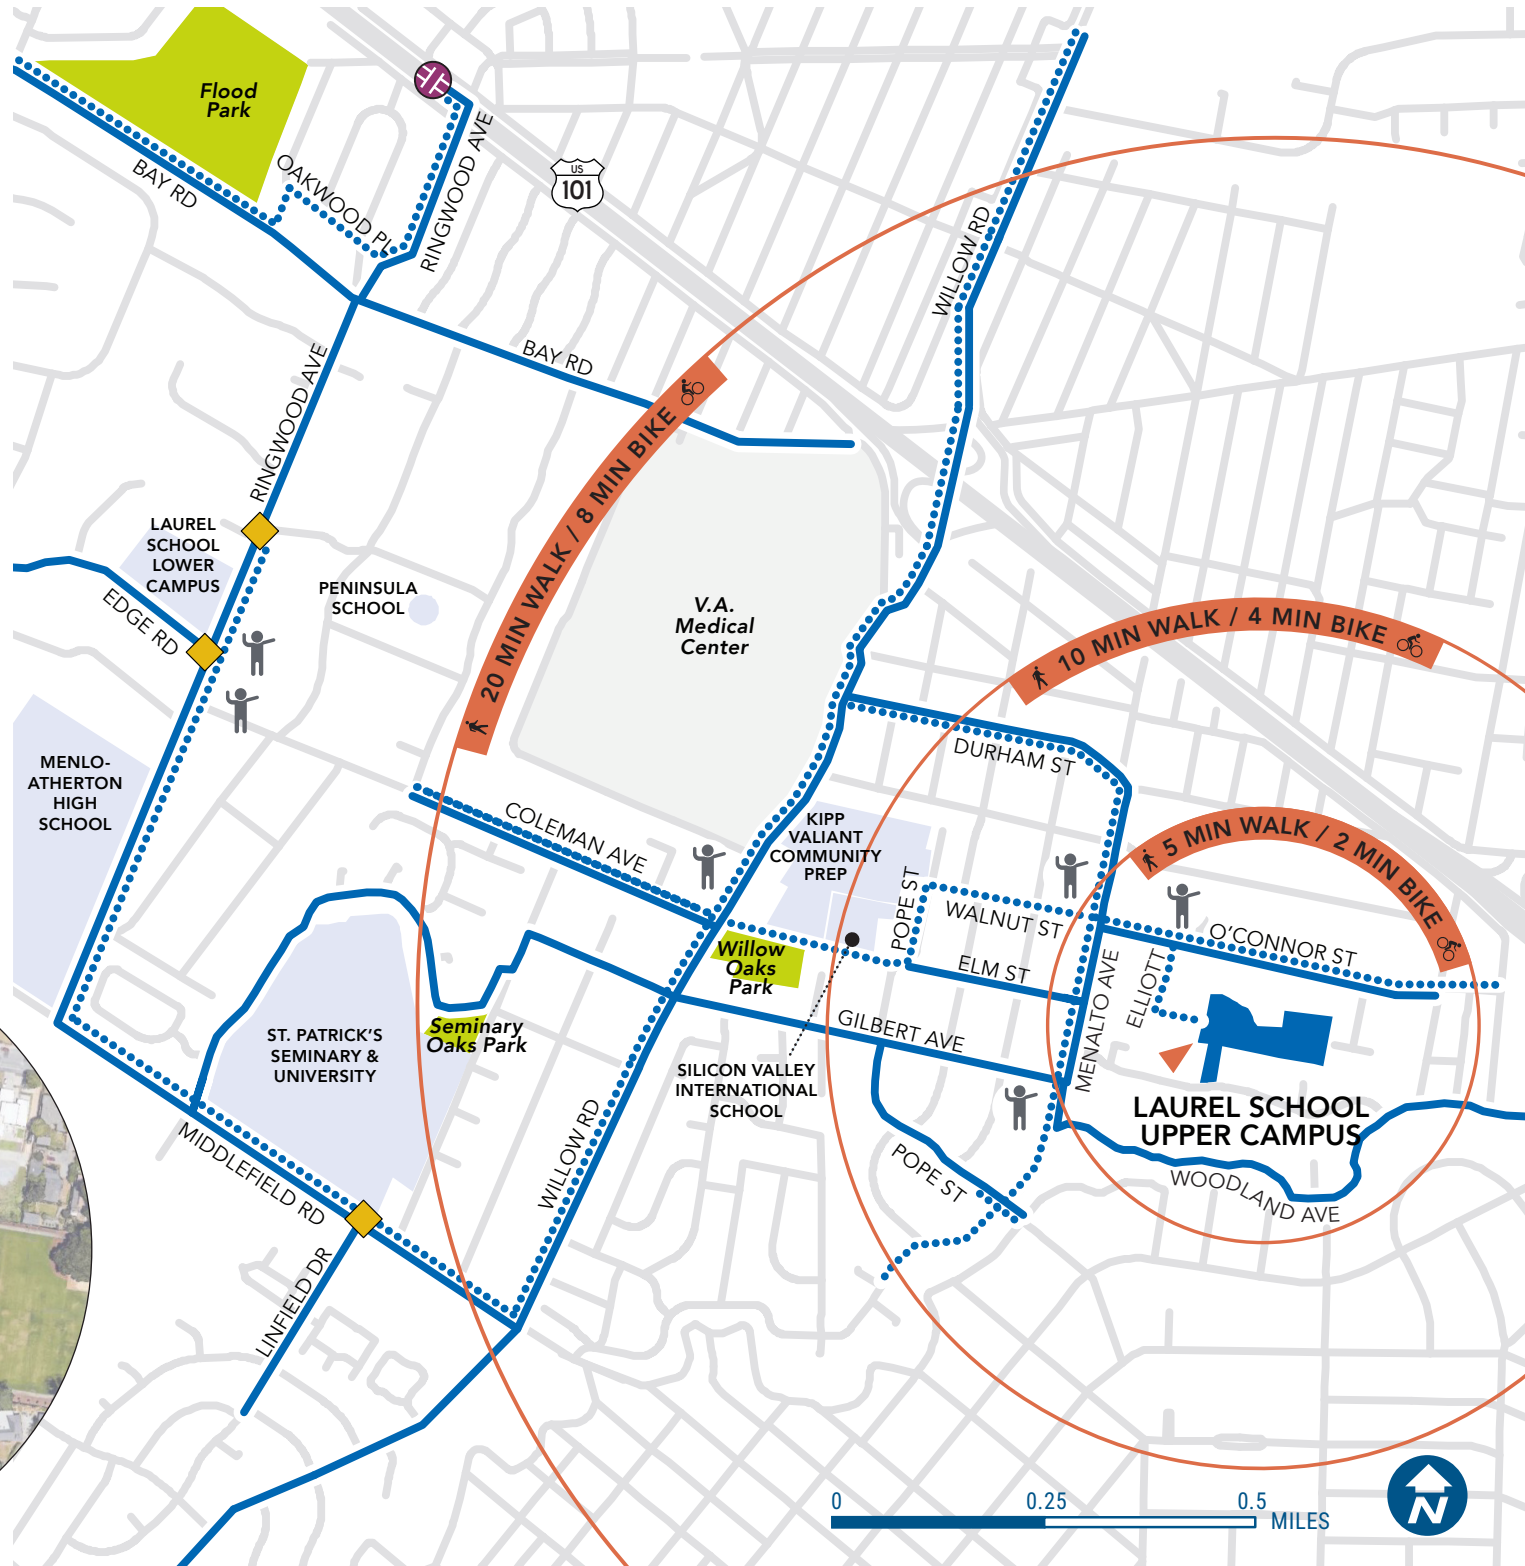 Flood
Park
BAY RD
OAKWOOD PL
RINGWOOD AVE
US
101
WILLOW RD
BAY RD
RINGWOOD AVE
20 MIN WALK / 8 MIN BIKE
LAUREL
SCHOOL
LOWER
CAMPUS
PENINSULA
SCHOOL
EDGE RD
V.A.
Medical
Center
10 MIN WALK / 4 MIN BIKE
MENLO-
ATHERTON
HIGH
SCHOOL
DURHAM ST
COLEMAN AVE
KIPP
VALIANT
COMMUNITY
PREP
5 MIN WALK / 2 MIN BIKE
POPE ST
WALNUT ST
O'CONNOR ST
Willow
Oaks
Park
ELM ST
ELLIOTT
MENALTO AVE
Seminary
Oaks Park
GILBERT AVE
ST. PATRICK'S
SEMINARY &
UNIVERSITY
SILICON VALLEY
INTERNATIONAL
SCHOOL
LAUREL SCHOOL
UPPER CAMPUS
MIDDLEFIELD RD
WILLOW RD
POPE ST
WOODLAND AVE
LINFIELD DR
0 0.25 0.5
MILES
N